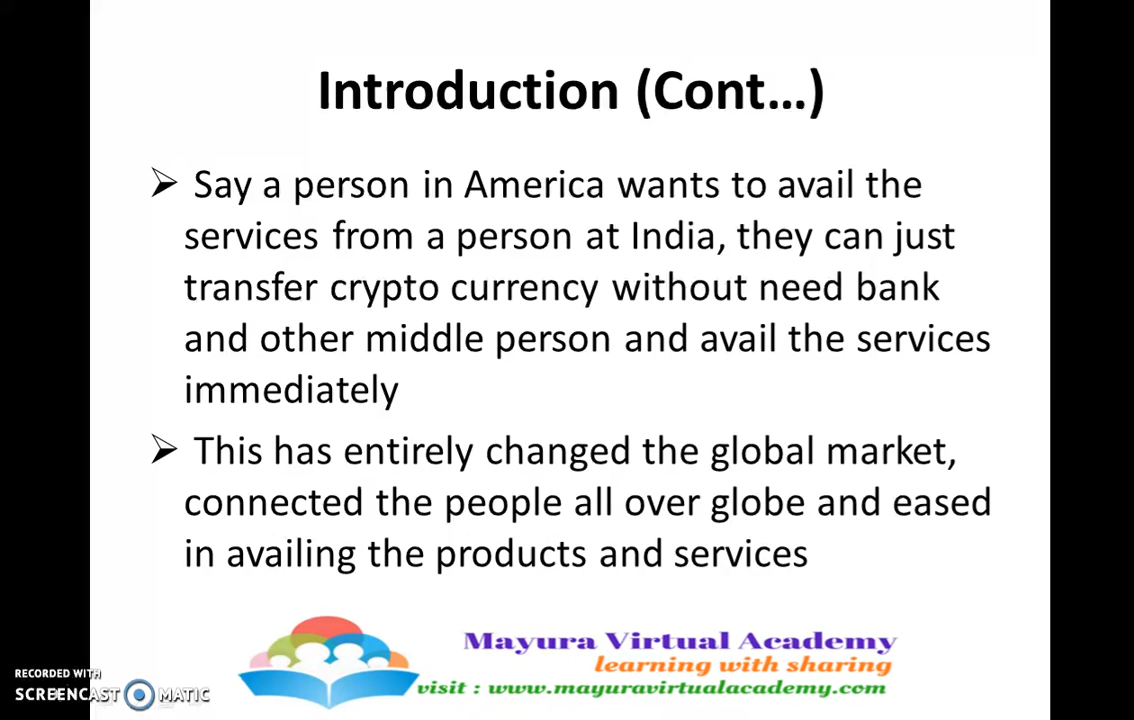 Introduction (Cont...)
Say a person in America wants to avail the
services from a person at India, they can just
transfer crypto currency without need bank
and other middle person and avail the services
immediately
This has entirely changed the global market,
connected the people all over globe and eased
in availing the products and services
Mayura Virtual Academy
learning with sharing
visit : www.mayuravirtualacademy.com
RECORDED WITH
SCREENCAST MATIC